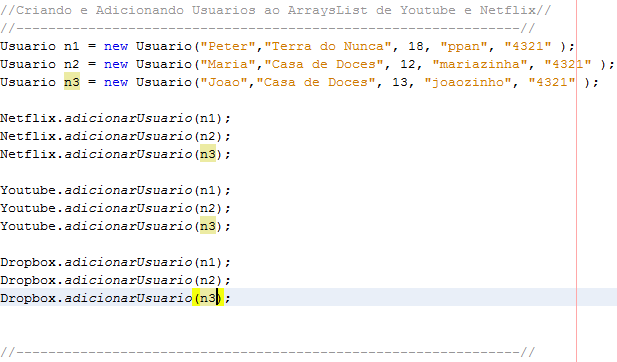 //Criando e Adicionando Usuarios ao ArraysList de Youtube e Netflix//
//--------------------------------------------------------------//
Usuario n1 = new Usuario("Peter","Terra do Nunca", 18, "ppan", "4321" );
Usuario n2 = new Usuario("Maria","Casa de Doces", 12, "mariazinha", "4321" );
Usuario n3 = new Usuario("Joao","Casa de Doces", 13, "joaozinho", "4321" );
Netflix.adicionarUsuario(n1);
Netflix.adicionarUsuario(n2);
Netflix.adicionarUsuario(n3);
Youtube.adicionarUsuario(n1);
Youtube.adicionarUsuario(n2);
Youtube.adicionarUsuario(n3);
Dropbox.adicionarUsuario(n1);
Dropbox.adicionarUsuario(n2);
Dropbox.adicionarUsuario(n3);
//--------------------------------------------------------------//